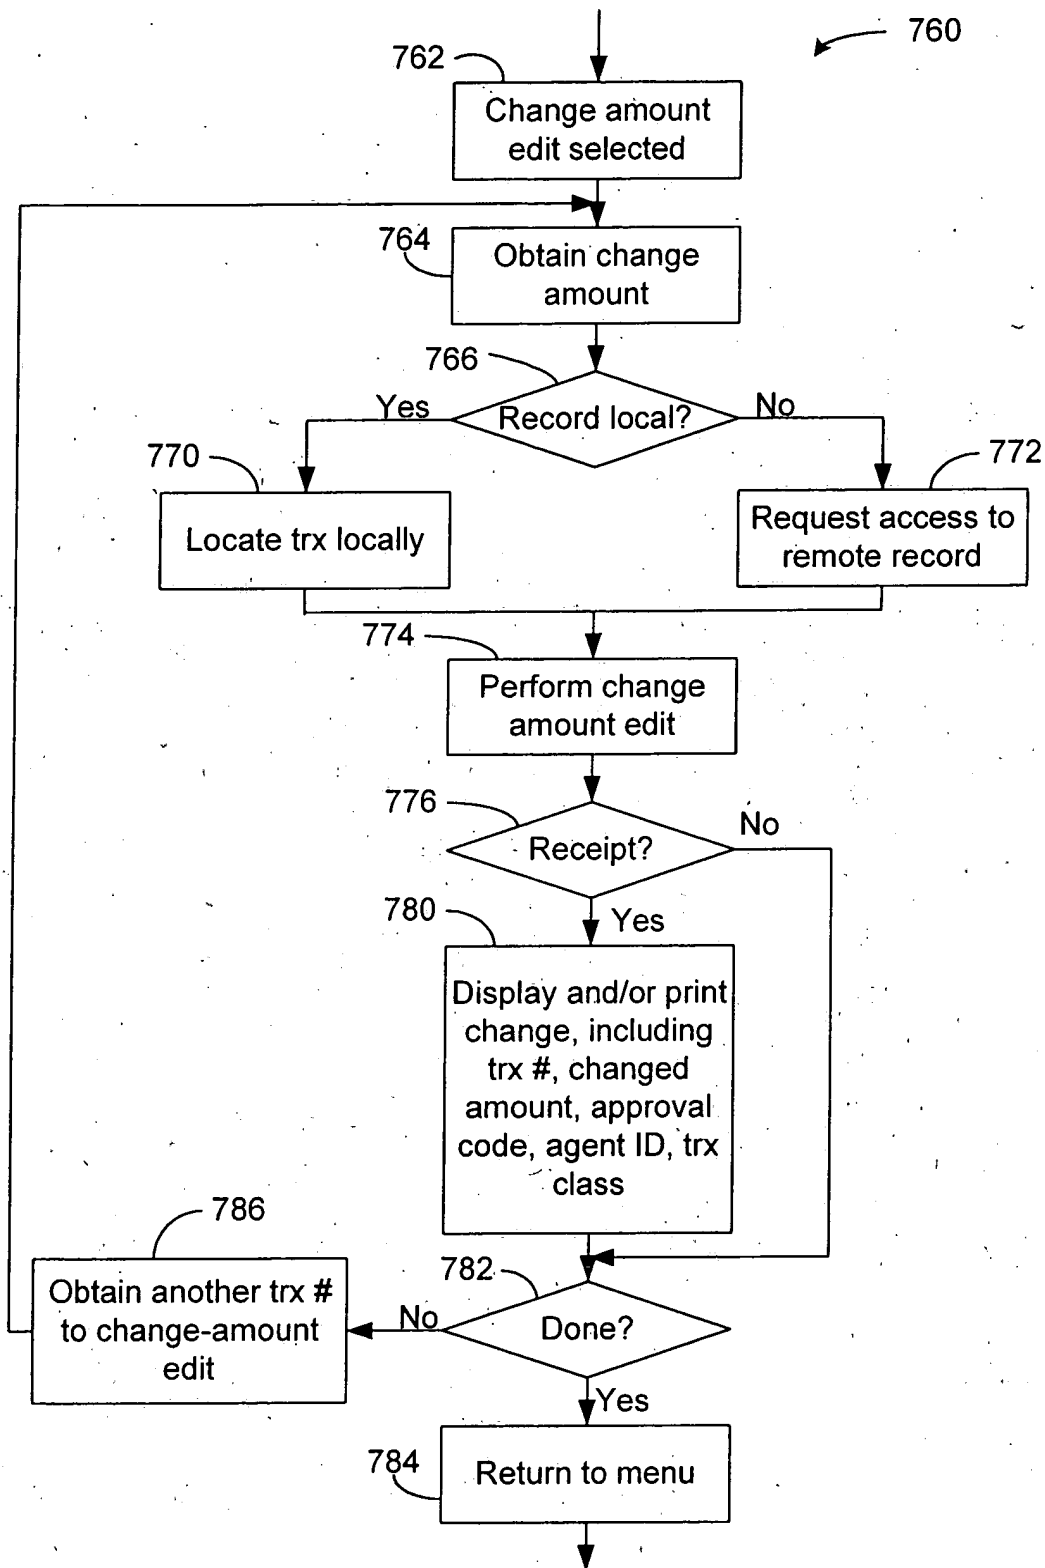 760
762
Change amount
edit selected
764
Obtain change
amount
766
Record local?
Yes
No
770
Locate trx locally
772
Request access to
remote record
774
Perform change
amount edit
776
Receipt?
No
Yes
780
Display and/or print
change, including
trx #, changed
amount, approval
code, agent ID, trx
class
782
Done?
No
786
Obtain another trx #
to change-amount
edit
Yes
784
Return to menu